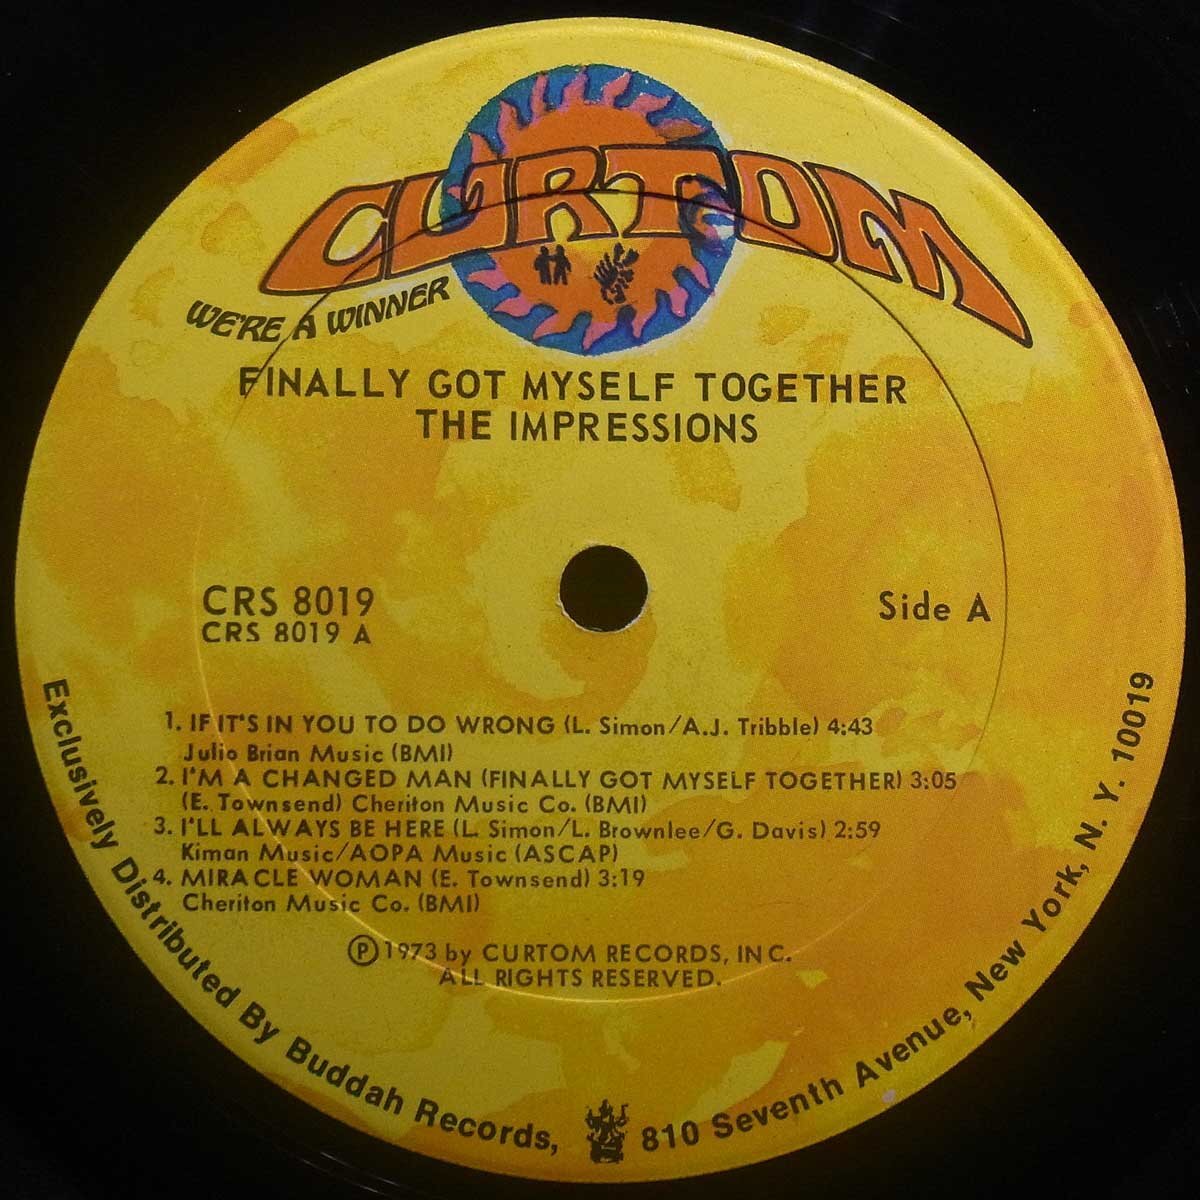 CURTOM
WE'RE A WINNER
FINALLY GOT MYSELF TOGETHER
THE IMPRESSIONS
CRS 8019
CRS 8019 A
Side A
1. IF IT'S IN YOU TO DO WRONG (L. Simon/A.J. Tribble) 4:43
Julio Brian Music (BMI)
2. I'M A CHANGED MAN (FINALLY GOT MYSELF TOGETHER) 3:05
(E. Townsend) Cheriton Music Co. (BMI)
3. I'LL ALWAYS BE HERE (L. Simon/L. Brownlee/G. Davis) 2:59
Kiman Music/AOPA Music (ASCAP)
4. MIRACLE WOMAN (E. Townsend) 3:19
Cheriton Music Co. (BMI)
Ⓟ 1973 by CURTOM RECORDS, INC.
ALL RIGHTS RESERVED.
Exclusively Distributed By Buddah Records, 810 Seventh Avenue, New York, N. Y. 10019